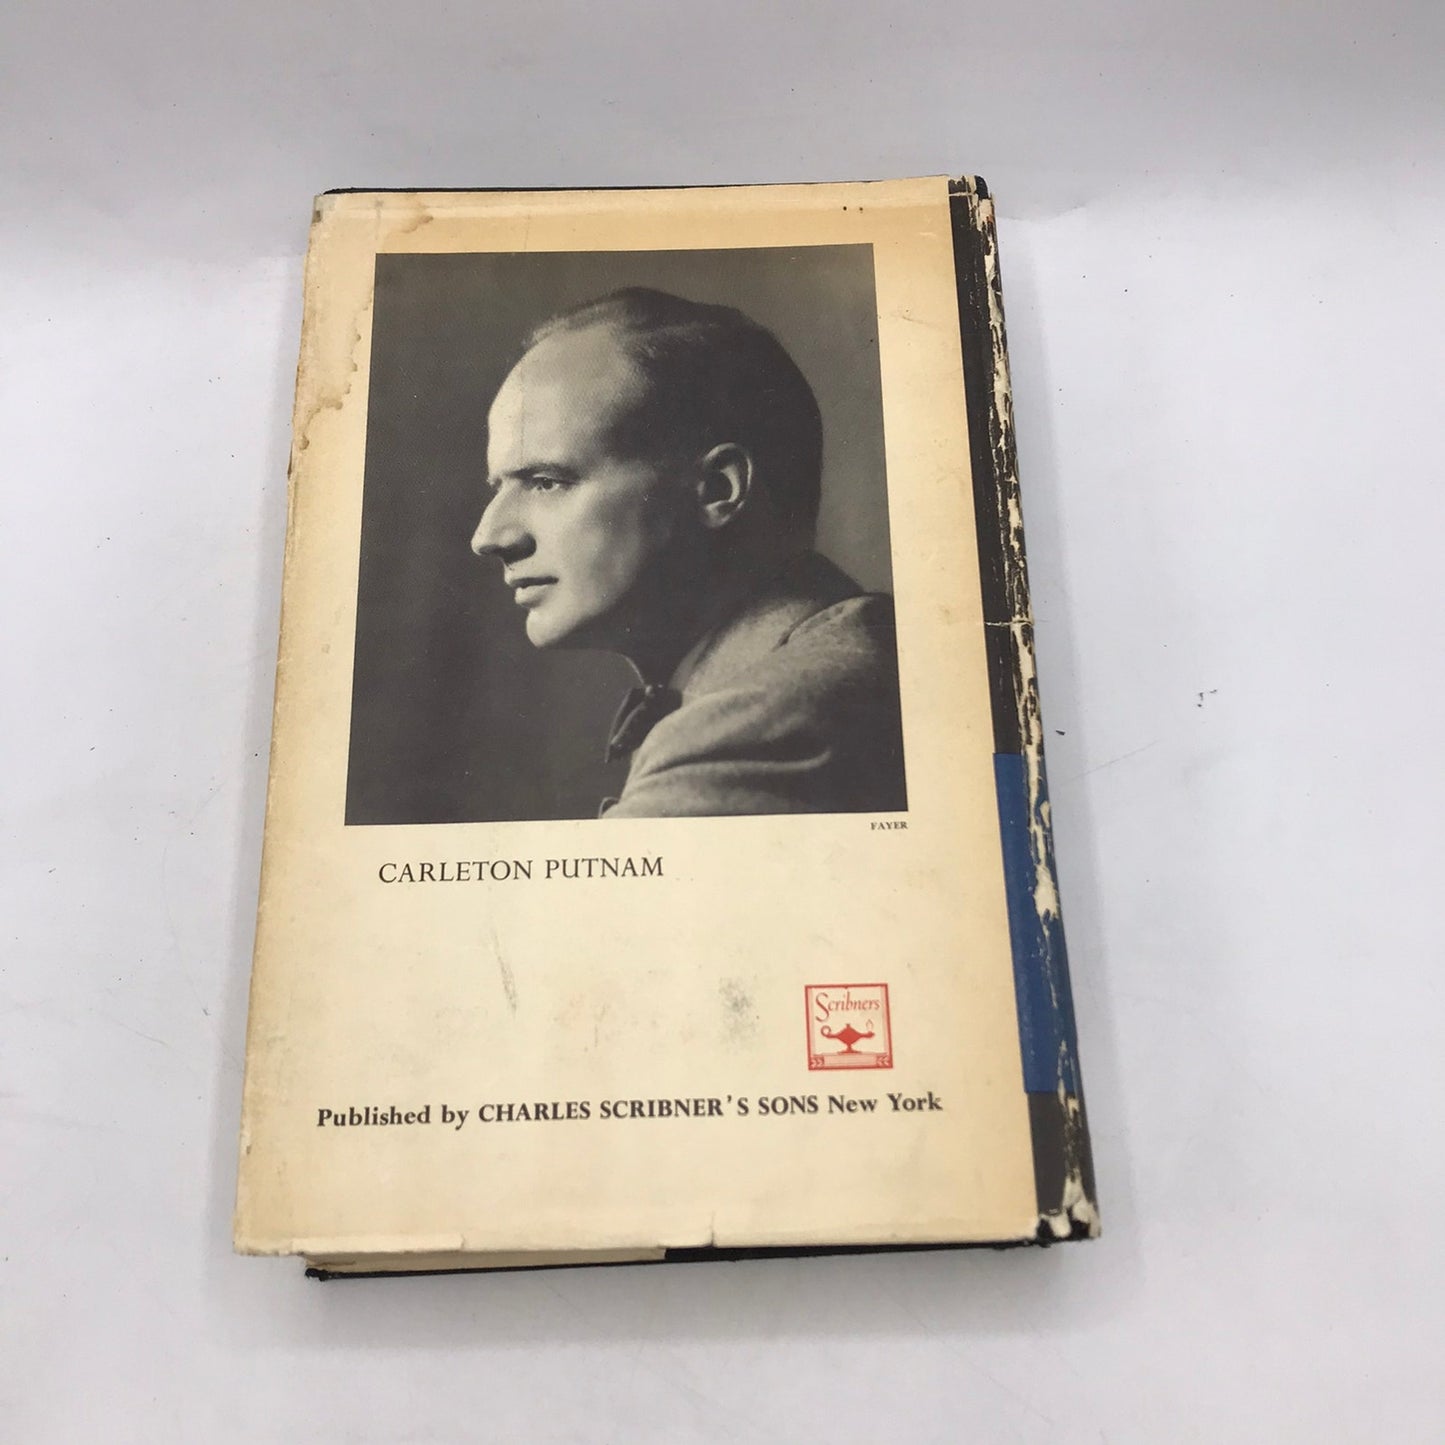 FAYER
CARLETON PUTNAM
Scribners
Published by CHARLES SCRIBNER'S SONS New York